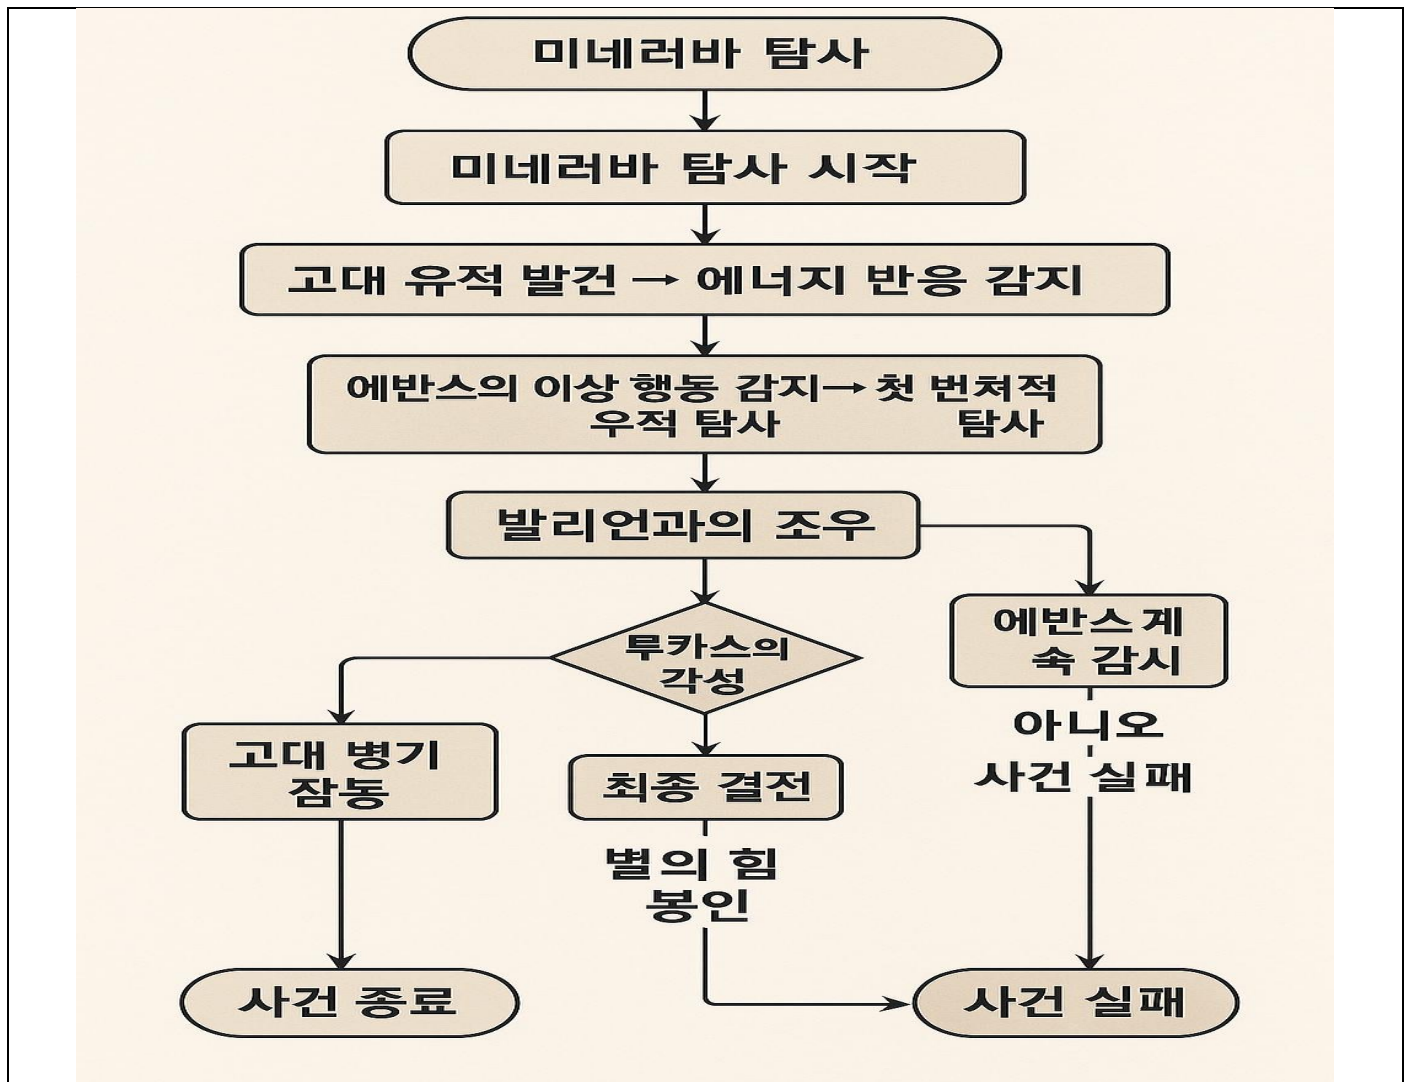 미네러바 탐사
미네러바 탐사 시작
고대 유적 발건 → 에너지 반응 감지
에반스의 이상 행동 감지→ 첫 번쳐적
우적 탐사 탐사
발리언과의 조우
에반스 계
속 감시
루카스의
각성
아니오
고대 병기
잠동
최종 결전
사건 실패
별의 힘
봉인
사건 종료
사건 실패